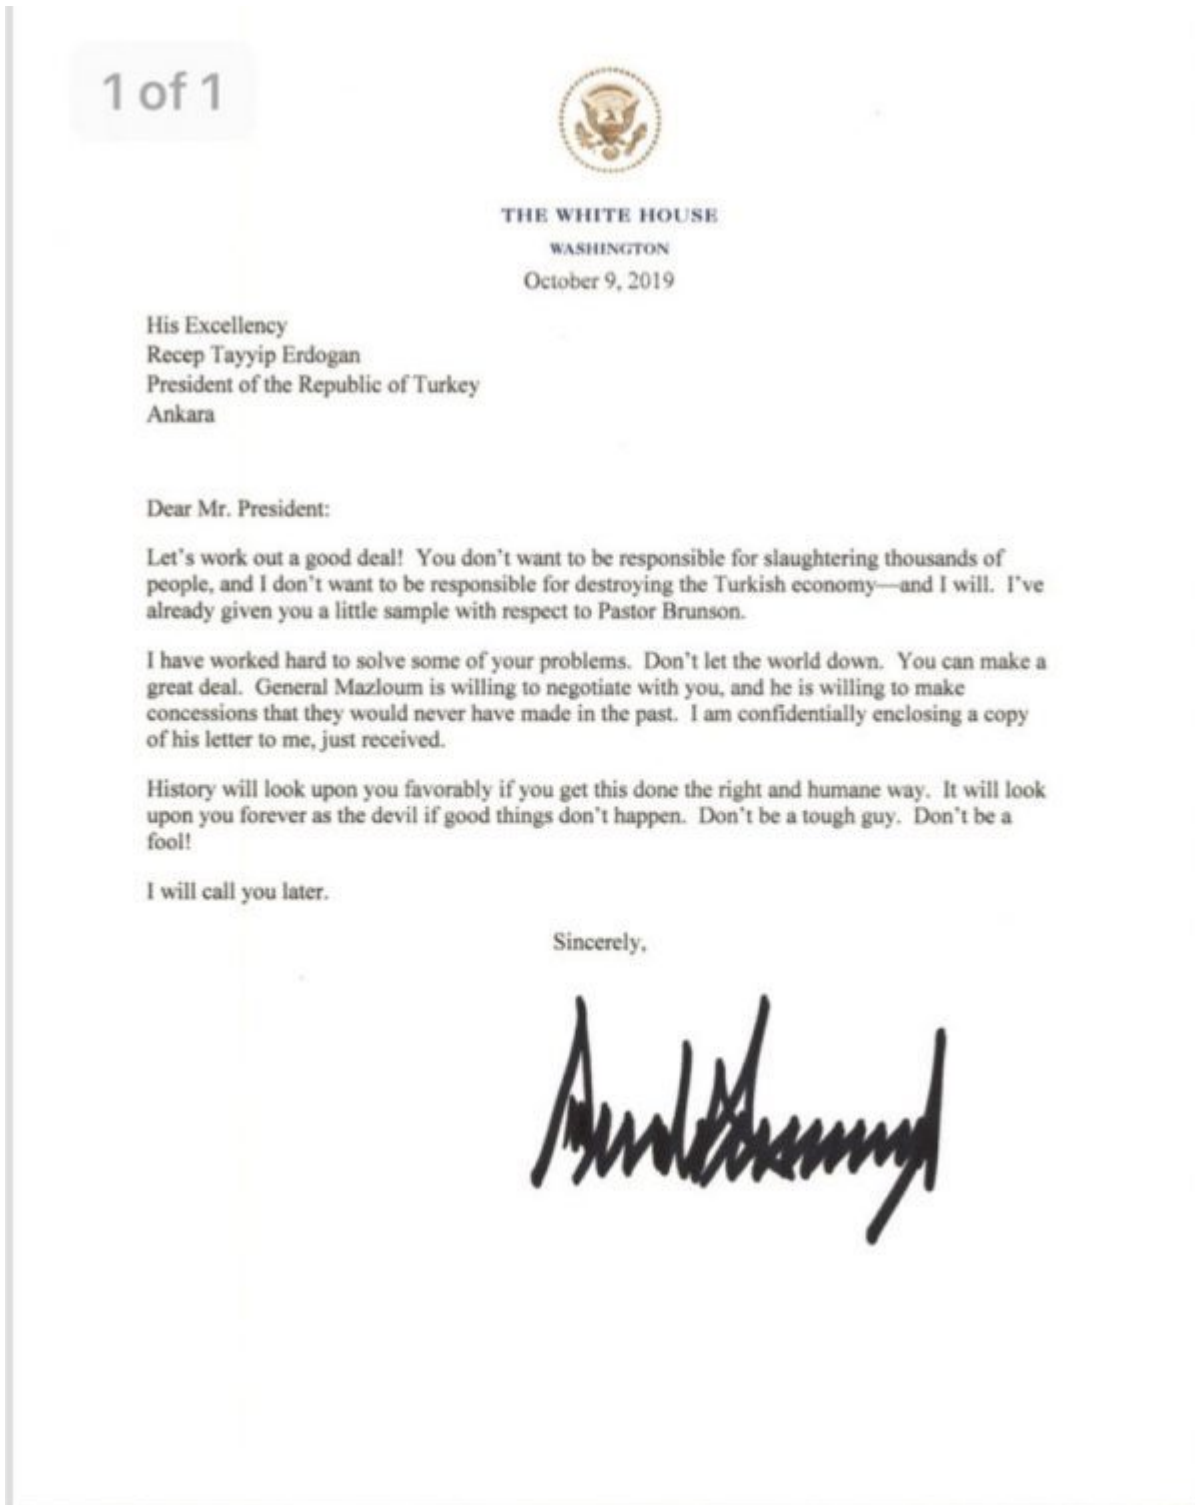 1 of 1
THE WHITE HOUSE
WASHINGTON
October 9, 2019
His Excellency
Recep Tayyip Erdogan
President of the Republic of Turkey
Ankara
Dear Mr. President:
Let's work out a good deal! You don't want to be responsible for slaughtering thousands of
people, and I don't want to be responsible for destroying the Turkish economy—and I will. I've
already given you a little sample with respect to Pastor Brunson.
I have worked hard to solve some of your problems. Don't let the world down. You can make a
great deal. General Mazloum is willing to negotiate with you, and he is willing to make
concessions that they would never have made in the past. I am confidentially enclosing a copy
of his letter to me, just received.
History will look upon you favorably if you get this done the right and humane way. It will look
upon you forever as the devil if good things don't happen. Don't be a tough guy. Don't be a
fool!
I will call you later.
Sincerely,